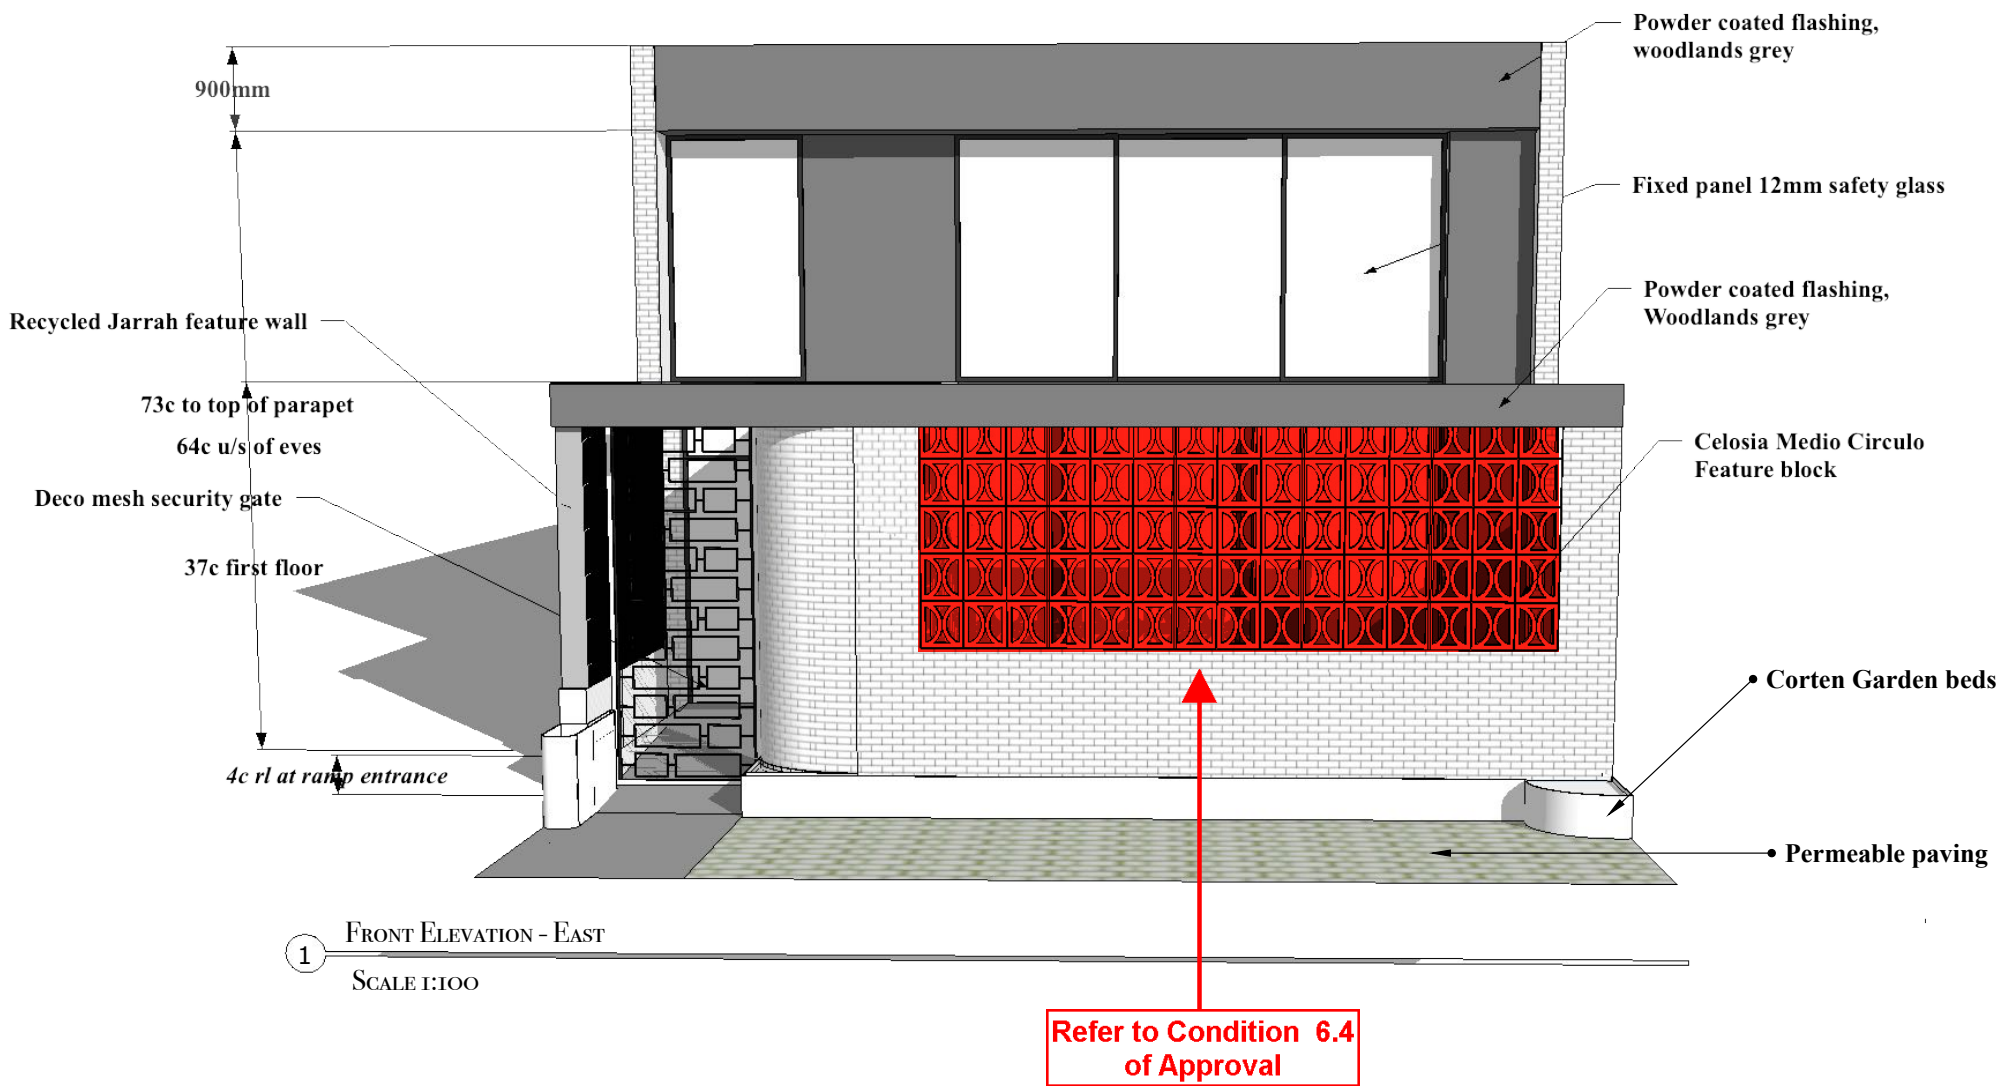 Powder coated flashing,
woodlands grey
900mm
Fixed panel 12mm safety glass
Powder coated flashing,
Woodlands grey
Recycled Jarrah feature wall
73c to top of parapet
64c u/s of eves
Celosia Medio Circulo
Feature block
Deco mesh security gate
37c first floor
Corten Garden beds
4c rl at ramp entrance
Permeable paving
Front Elevation - East
1
Scale 1:100
Refer to Condition 6.4
of Approval